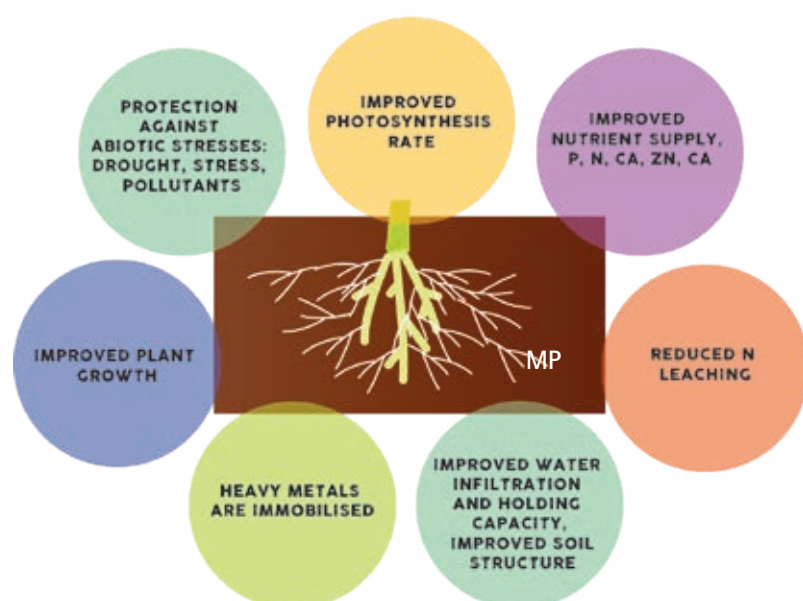 IMPROVED
PHOTOSYNTHESIS
RATE
PROTECTION
AGAINST
ABIOTIC STRESSES:
DROUGHT, STRESS,
POLLUTANTS
IMPROVED
NUTRIENT SUPPLY,
P, N, CA, ZN, CA
IMPROVED PLANT
GROWTH
MP
REDUCED N
LEACHING
HEAVY METALS
ARE IMMOBILISED
IMPROVED WATER
INFILTRATION
AND HOLDING
CAPACITY,
IMPROVED SOIL
STRUCTURE